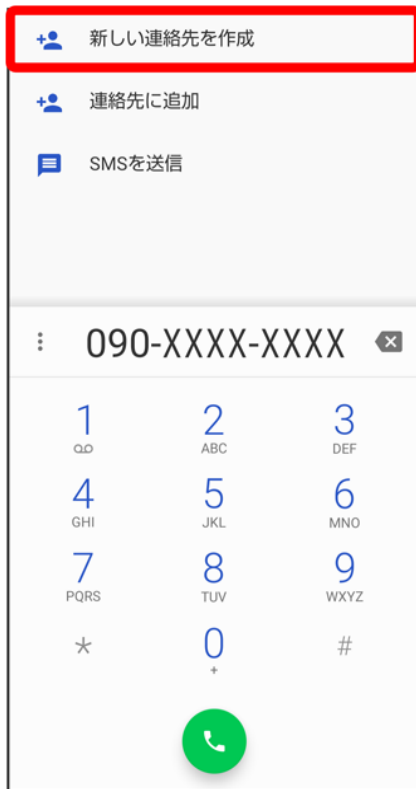 新しい連絡先を作成
連絡先に追加
SMSを送信
090-XXXX-XXXX
1 2 3
ABC DEF
4 5 6
GHI JKL MNO
7 8 9
PQRS TUV WXYZ
* 0 #
+